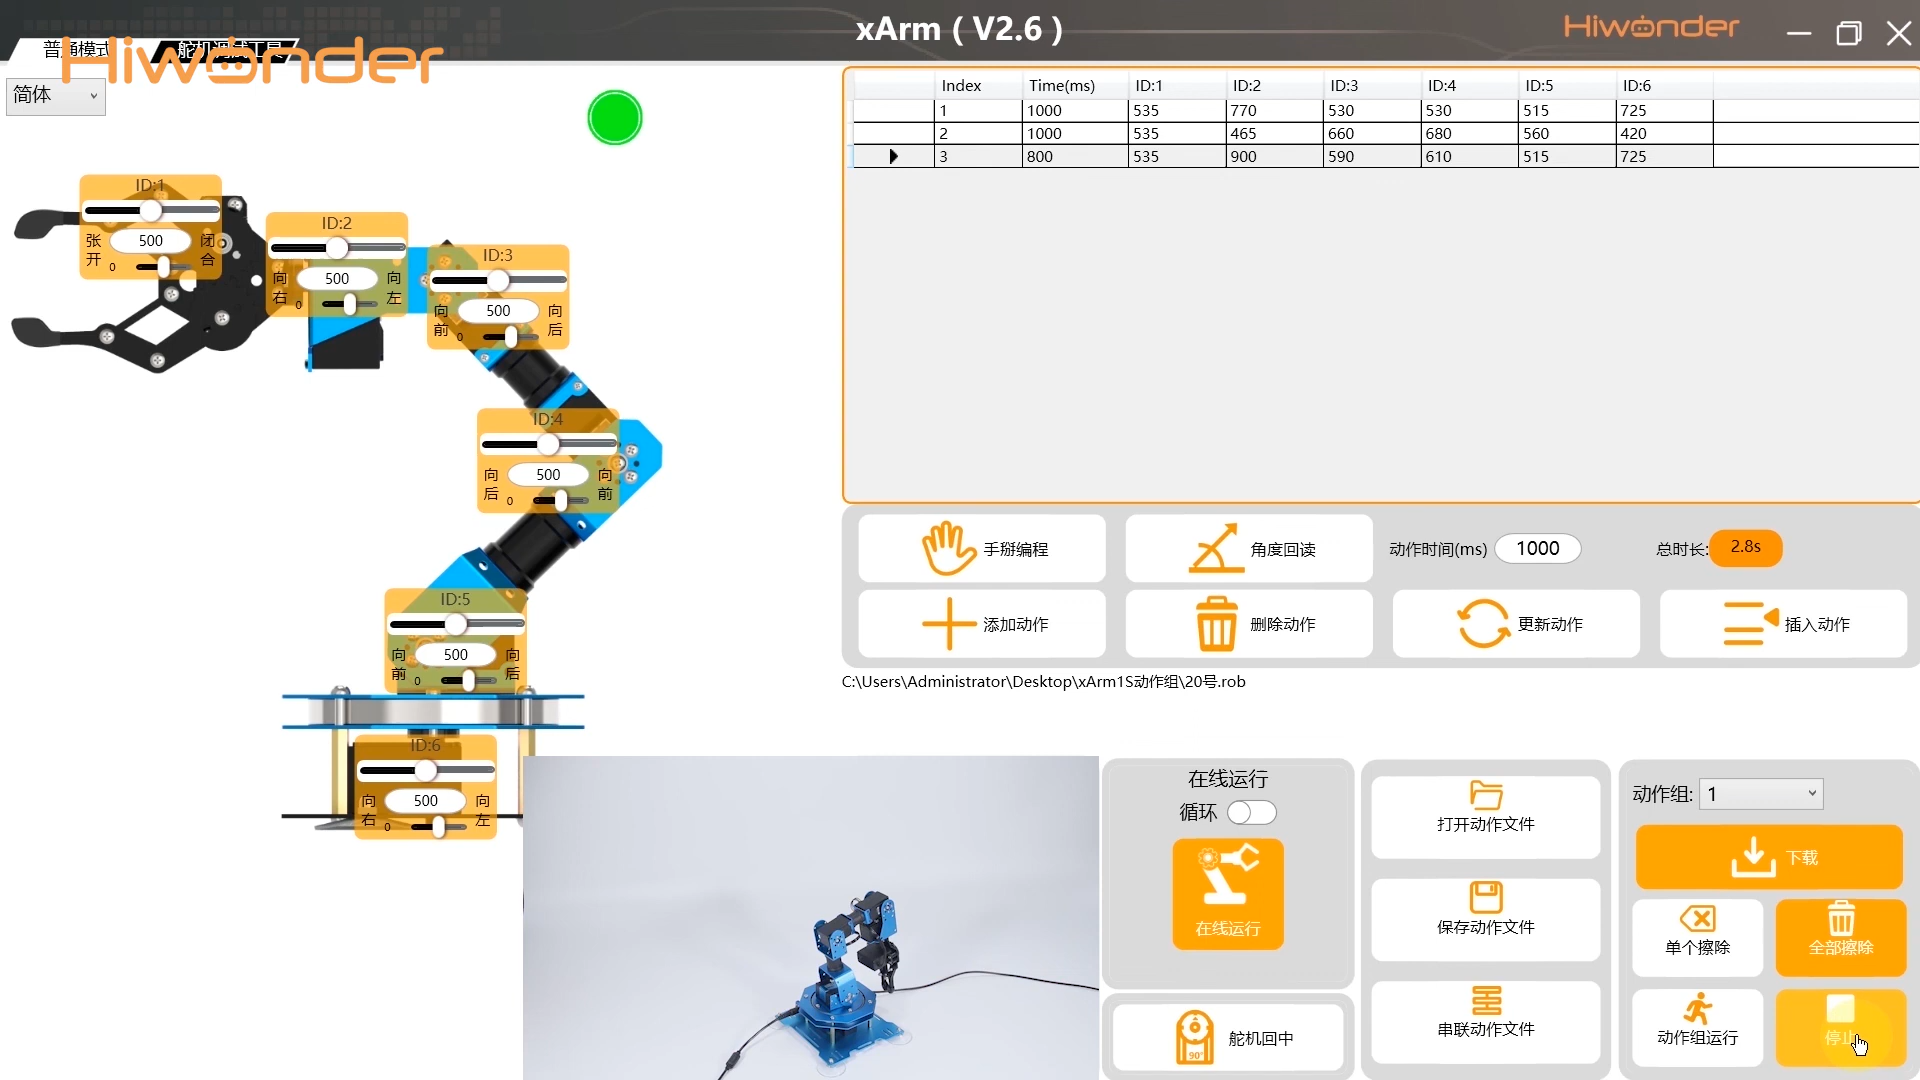 xArm ( V2.6 )
Hiwonder
普通模式
舵机调试工具
Hiwonder
简体
ID:1
张开
500
闭合
0
ID:2
向右
500
向左
0
ID:3
向前
500
向后
0
ID:4
向后
500
向前
0
ID:5
向前
500
向后
0
ID:6
向右
500
向左
0
Index Time(ms) ID:1 ID:2 ID:3 ID:4 ID:5 ID:6
1 1000 535 770 530 530 515 725
2 1000 535 465 660 680 560 420
3 800 535 900 590 610 515 725
手掰编程
角度回读
动作时间(ms) 1000
总时长: 2.8s
添加动作
删除动作
更新动作
插入动作
C:\Users\Administrator\Desktop\xArm1S动作组\20号.rob
在线运行
循环
在线运行
90°
舵机回中
打开动作文件
保存动作文件
串联动作文件
动作组: 1
下载
单个擦除
全部擦除
动作组运行
停止